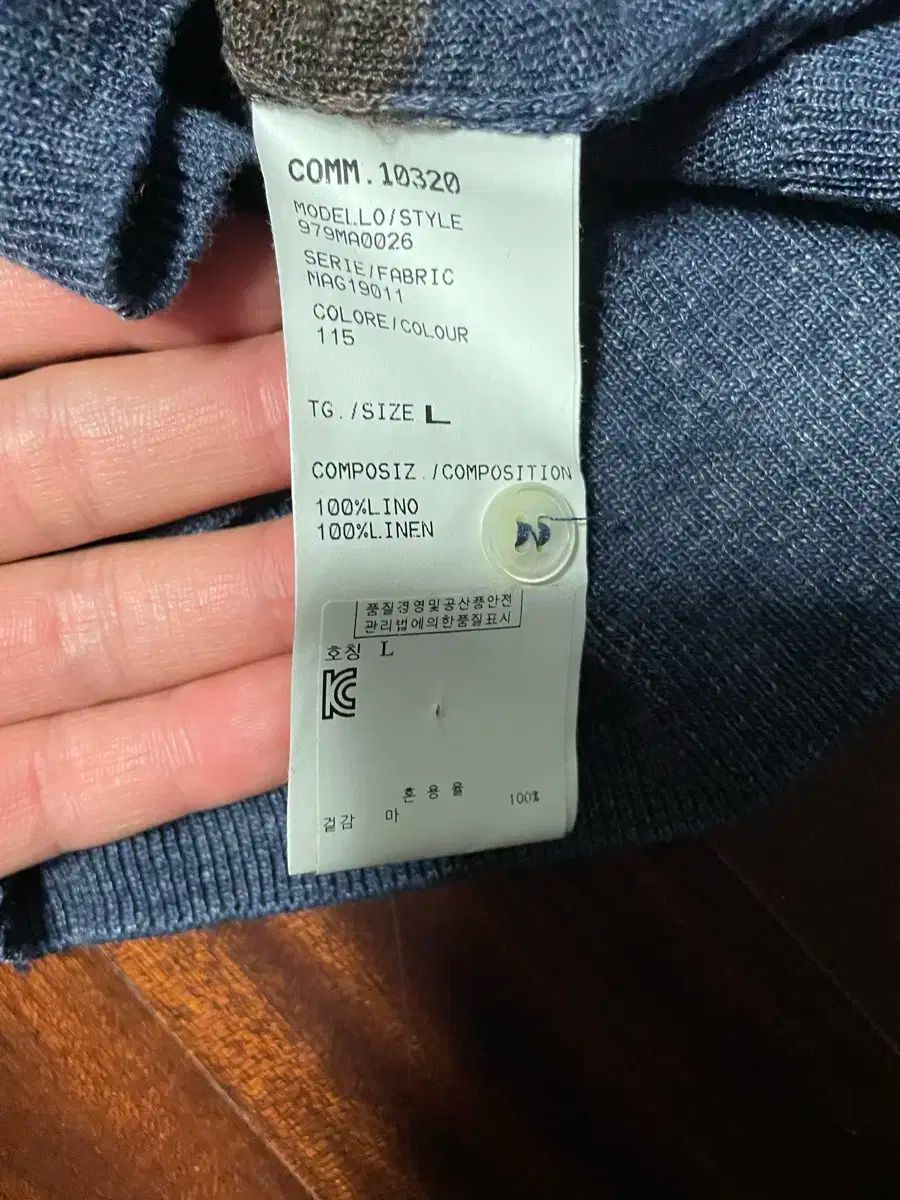 COMM.10320
MODELLO/STYLE
979MA0026
SERIE/FABRIC
MAG19011
COLORE/COLOUR
115
TG./SIZE L
COMPOSIZ./COMPOSITION
100%LINO
100%LINEN
품질경영및공산품안전
관리법에의한품질표시
호칭 L
혼용율
겉감 마 100%